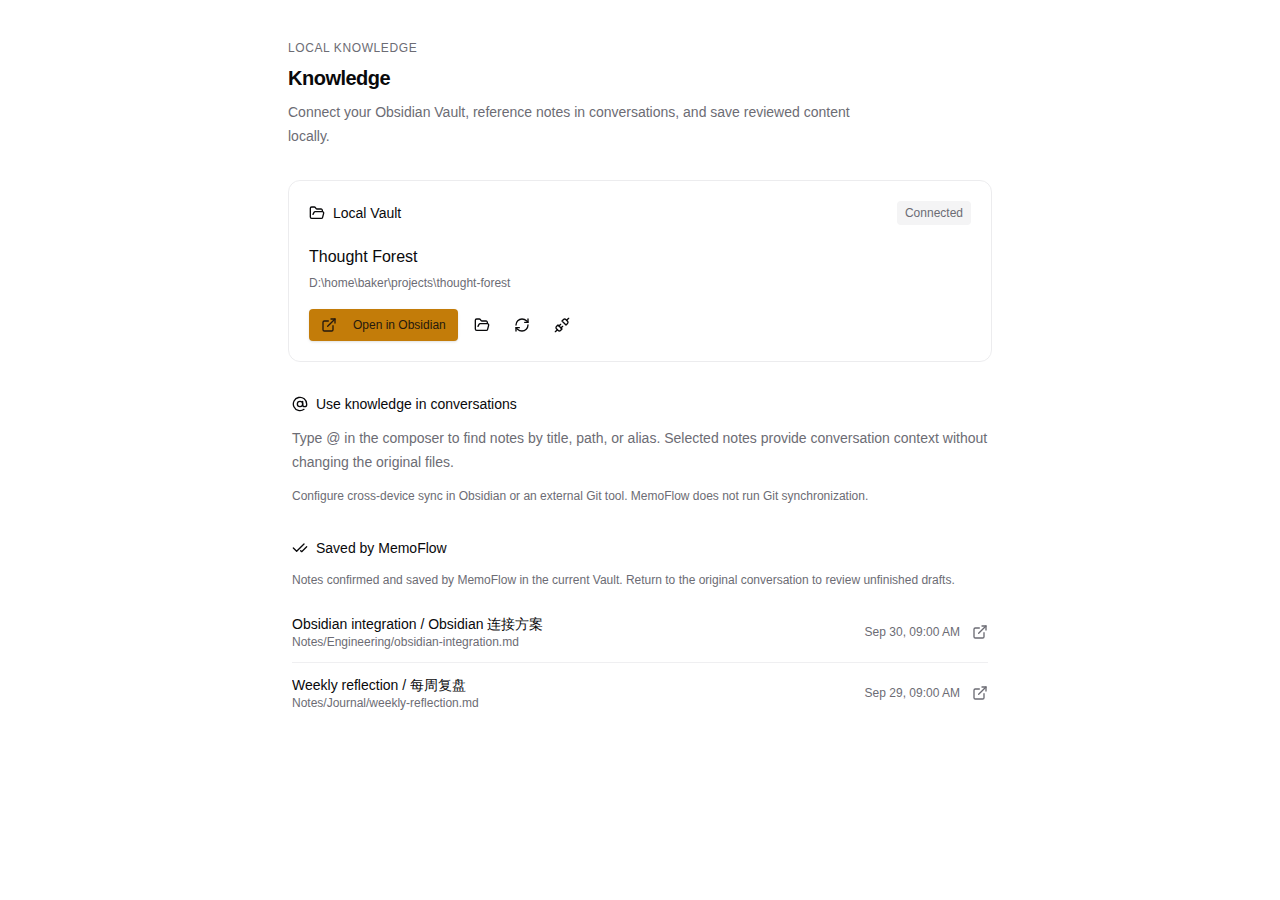 LOCAL KNOWLEDGE
Knowledge
Connect your Obsidian Vault, reference notes in conversations, and save reviewed content
locally.
Local Vault
Connected
Thought Forest
D:\home\baker\projects\thought-forest
Open in Obsidian
Use knowledge in conversations
Type @ in the composer to find notes by title, path, or alias. Selected notes provide conversation context without
changing the original files.
Configure cross-device sync in Obsidian or an external Git tool. MemoFlow does not run Git synchronization.
Saved by MemoFlow
Notes confirmed and saved by MemoFlow in the current Vault. Return to the original conversation to review unfinished drafts.
Obsidian integration / Obsidian 连接方案
Notes/Engineering/obsidian-integration.md
Sep 30, 09:00 AM
Weekly reflection / 每周复盘
Notes/Journal/weekly-reflection.md
Sep 29, 09:00 AM